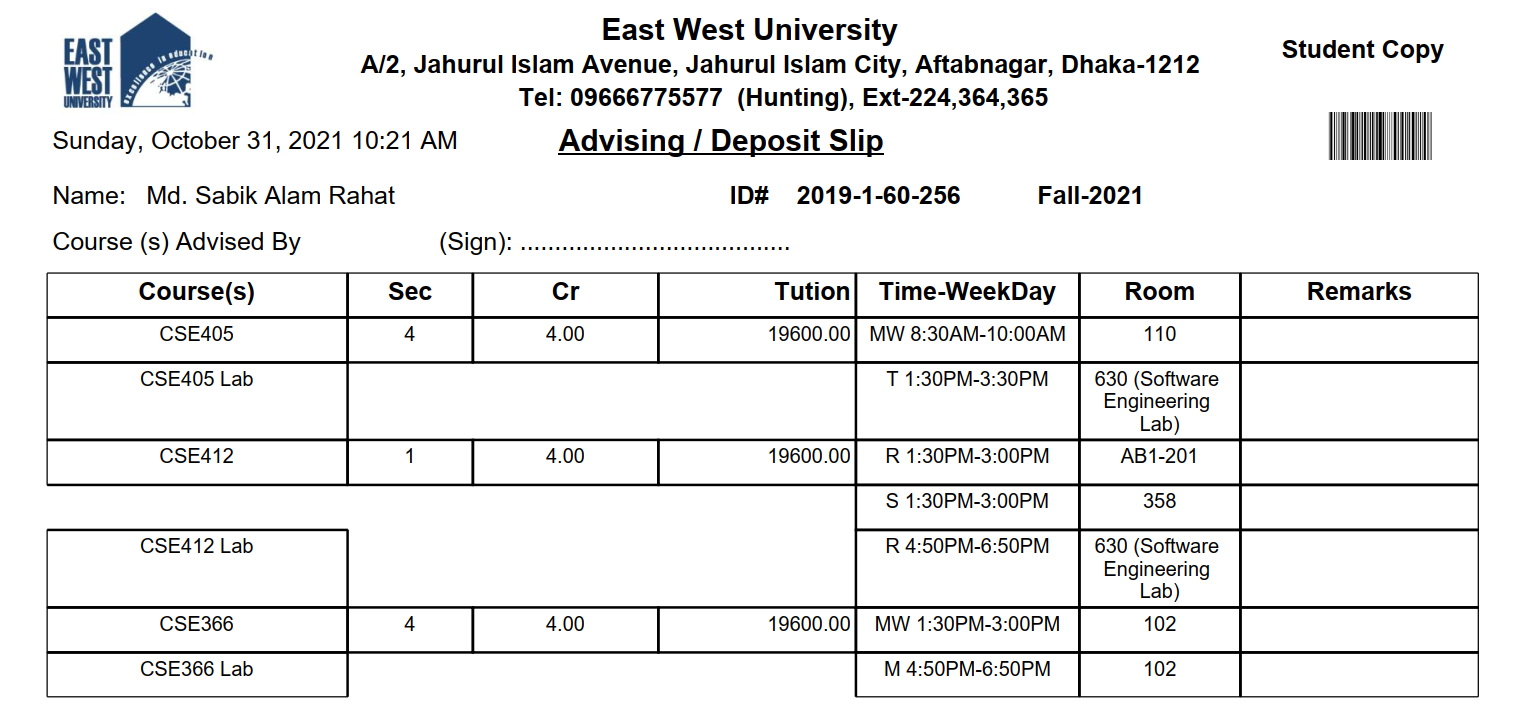 EAST
WEST
UNIVERSITY
excellence in education
East West University
A/2, Jahurul Islam Avenue, Jahurul Islam City, Aftabnagar, Dhaka-1212
Tel: 09666775577 (Hunting), Ext-224,364,365
Student Copy
Sunday, October 31, 2021 10:21 AM
Advising / Deposit Slip
Name: Md. Sabik Alam Rahat ID# 2019-1-60-256 Fall-2021
Course (s) Advised By (Sign): .......................................
Course(s) Sec Cr Tution Time-WeekDay Room Remarks
CSE405 4 4.00 19600.00 MW 8:30AM-10:00AM 110
CSE405 Lab T 1:30PM-3:30PM 630 (Software
Engineering
Lab)
CSE412 1 4.00 19600.00 R 1:30PM-3:00PM AB1-201
S 1:30PM-3:00PM 358
CSE412 Lab R 4:50PM-6:50PM 630 (Software
Engineering
Lab)
CSE366 4 4.00 19600.00 MW 1:30PM-3:00PM 102
CSE366 Lab M 4:50PM-6:50PM 102